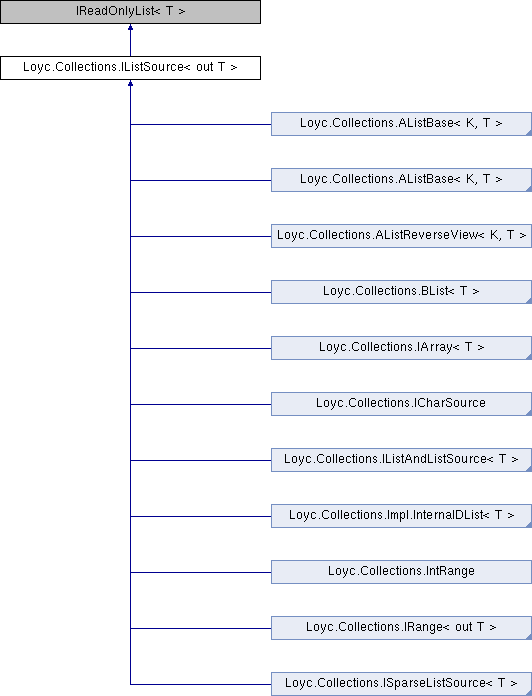 IReadOnlyList< T >
Loyc.Collections.IListSource< out T >
Loyc.Collections.AListBase< K, T >
Loyc.Collections.AListBase< K, T >
Loyc.Collections.AListReverseView< K, T >
Loyc.Collections.BList< T >
Loyc.Collections.IArray< T >
Loyc.Collections.ICharSource
Loyc.Collections.IListAndListSource< T >
Loyc.Collections.Impl.InternalDList< T >
Loyc.Collections.IntRange
Loyc.Collections.IRange< out T >
Loyc.Collections.ISparseListSource< T >